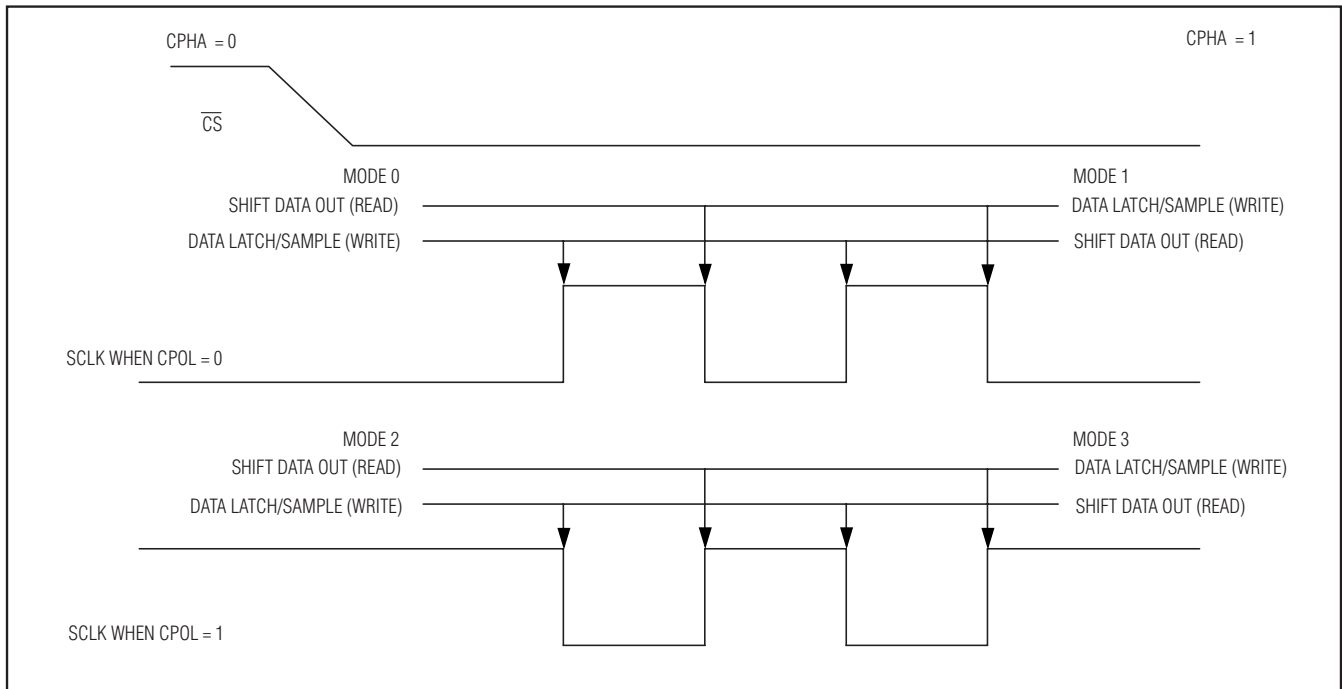 CPHA = 0
CPHA = 1
C̅S̅
MODE 0
MODE 1
SHIFT DATA OUT (READ)
DATA LATCH/SAMPLE (WRITE)
DATA LATCH/SAMPLE (WRITE)
SHIFT DATA OUT (READ)
SCLK WHEN CPOL = 0
MODE 2
MODE 3
SHIFT DATA OUT (READ)
DATA LATCH/SAMPLE (WRITE)
DATA LATCH/SAMPLE (WRITE)
SHIFT DATA OUT (READ)
SCLK WHEN CPOL = 1